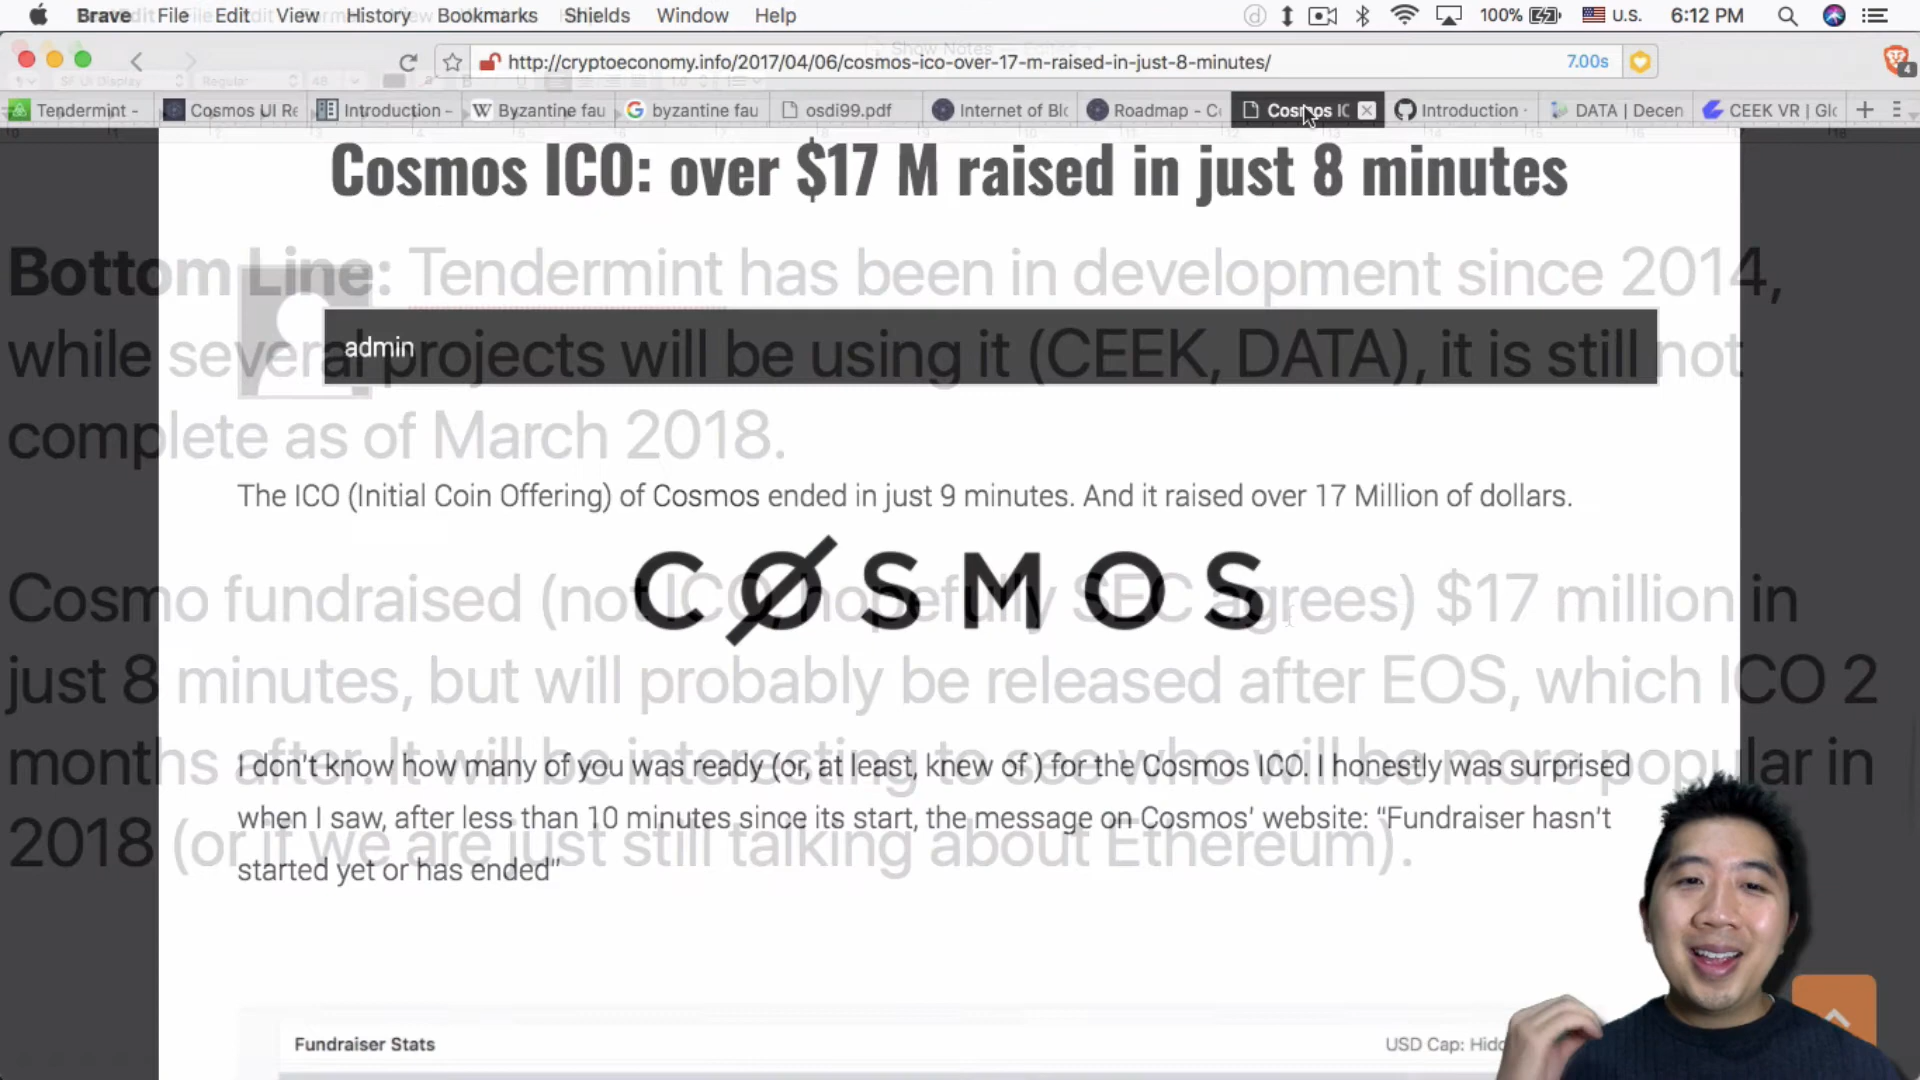 Brave File Edit View History Bookmarks Shields Window Help 100% U.S. 6:12 PM
Show Notes
http://cryptoeconomy.info/2017/04/06/cosmos-ico-over-17-m-raised-in-just-8-minutes/ 7.00s 4
SF UI Display Regular 48
Tendermint - Cosmos UI Re Introduction - Byzantine fau byzantine fau osdi99.pdf Internet of Blo Roadmap - Co Cosmos IC Introduction · DATA | Decen CEEK VR | Glo
Cosmos ICO: over $17 M raised in just 8 minutes
Bottom Line: Tendermint has been in development since 2014,
while several projects will be using it (CEEK, DATA), it is still not
complete as of March 2018.
admin
The ICO (Initial Coin Offering) of Cosmos ended in just 9 minutes. And it raised over 17 Million of dollars.
CØSMOS
Cosmo fundraised (not ICO, hopefully SEC agrees) $17 million in
just 8 minutes, but will probably be released after EOS, which ICO 2
months after. It will be interesting to see who will be more popular in
2018 (or if we are just still talking about Ethereum).
I don't know how many of you was ready (or, at least, knew of ) for the Cosmos ICO. I honestly was surprised
when I saw, after less than 10 minutes since its start, the message on Cosmos' website: “Fundraiser hasn't
started yet or has ended”
Fundraiser Stats USD Cap: Hidd